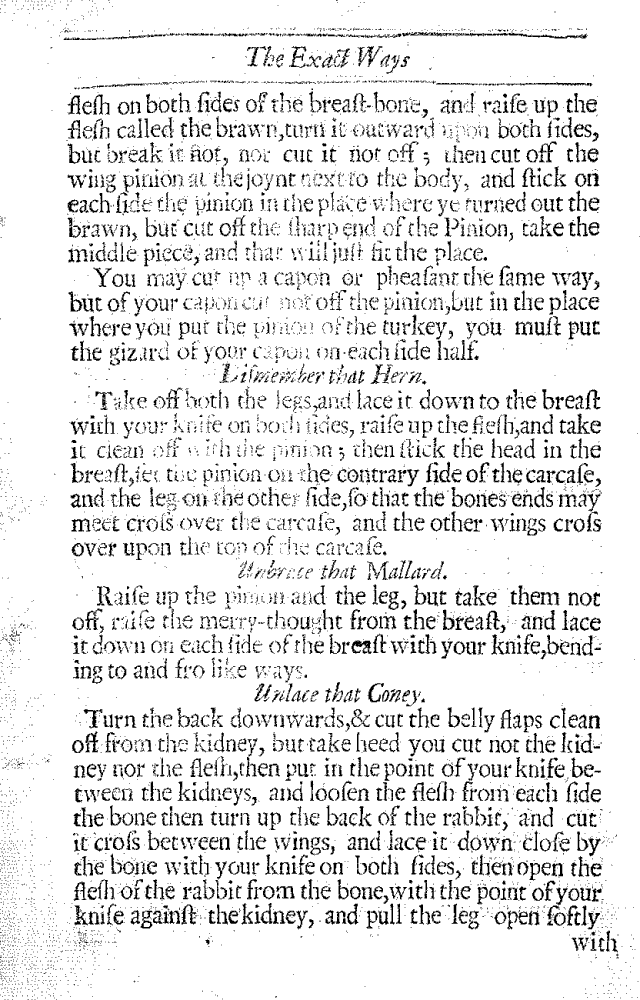 The Exact Ways
fleſh on both ſides of the breaſt-bone, and raiſe up the
fleſh called the brawn,turn it outward upon both ſides,
but break it not, nor cut it not off ; then cut off the
wing pinion at the joynt next to the body, and ſtick on
each ſide the pinion in the place where ye turned out the
brawn, but cut off the ſharp end of the Pinion, take the
middle piece, and that will juſt fit the place.
You may cut up a capon or pheaſant the ſame way,
but of your capon cut not off the pinion,but in the place
where you put the pinion of the turkey, you muſt put
the gizard of your capon on each ſide half.
Diſmember that Hern.
Take off both the legs,and lace it down to the breaſt
with your knife on both ſides, raiſe up the fleſh,and take
it clean off with the pinion ; then ſtick the head in the
breaſt,ſet the pinion on the contrary ſide of the carcaſe,
and the leg on the other ſide,ſo that the bones ends may
meet croſs over the carcaſe, and the other wings croſs
over upon the top of the carcaſe.
Unbrace that Mallard.
Raiſe up the pinion and the leg, but take them not
off, raiſe the merry-thought from the breaſt, and lace
it down on each ſide of the breaſt with your knife,bend-
ing to and fro like ways.
Unlace that Coney.
Turn the back downwards,& cut the belly flaps clean
off from the kidney, but take heed you cut not the kid-
ney nor the fleſh,then put in the point of your knife be-
tween the kidneys, and looſen the fleſh from each ſide
the bone then turn up the back of the rabbit, and cut
it croſs between the wings, and lace it down cloſe by
the bone with your knife on both ſides, then open the
fleſh of the rabbit from the bone,with the point of your
knife againſt the kidney, and pull the leg open ſoftly
with